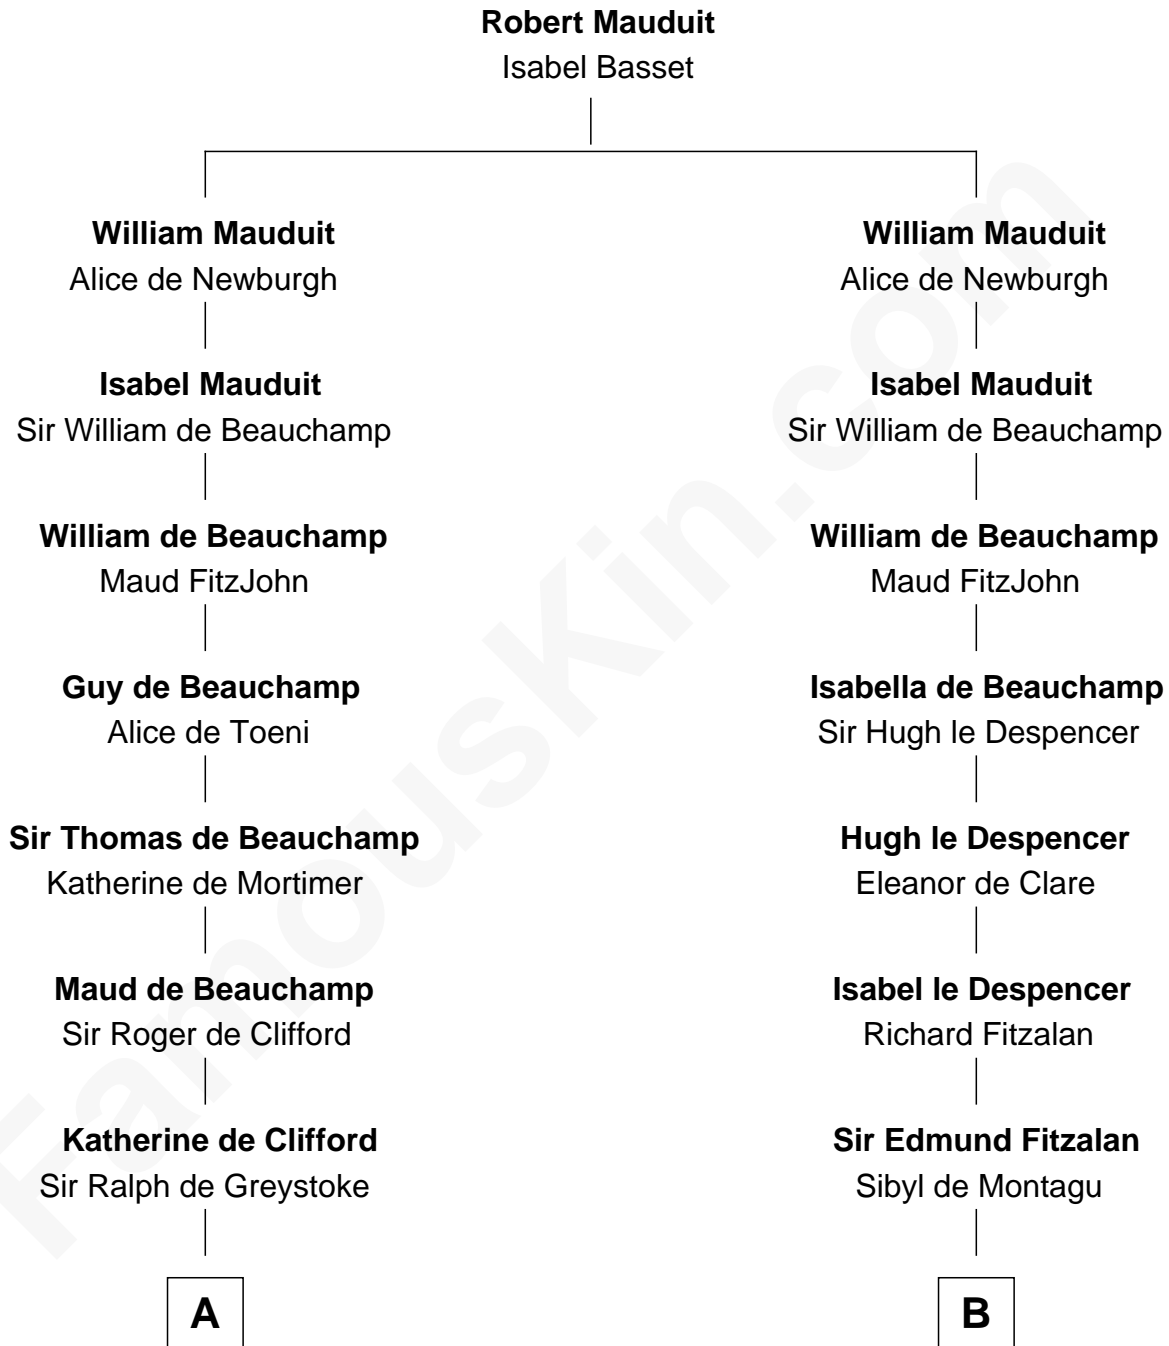 Robert Mauduit
Isabel Basset
William Mauduit
Alice de Newburgh
William Mauduit
Alice de Newburgh
Isabel Mauduit
Sir William de Beauchamp
Isabel Mauduit
Sir William de Beauchamp
William de Beauchamp
Maud FitzJohn
William de Beauchamp
Maud FitzJohn
Guy de Beauchamp
Alice de Toeni
Isabella de Beauchamp
Sir Hugh le Despencer
Sir Thomas de Beauchamp
Katherine de Mortimer
Hugh le Despencer
Eleanor de Clare
Maud de Beauchamp
Sir Roger de Clifford
Isabel le Despencer
Richard Fitzalan
Katherine de Clifford
Sir Ralph de Greystoke
Sir Edmund Fitzalan
Sibyl de Montagu
A
B
FamousKin.com